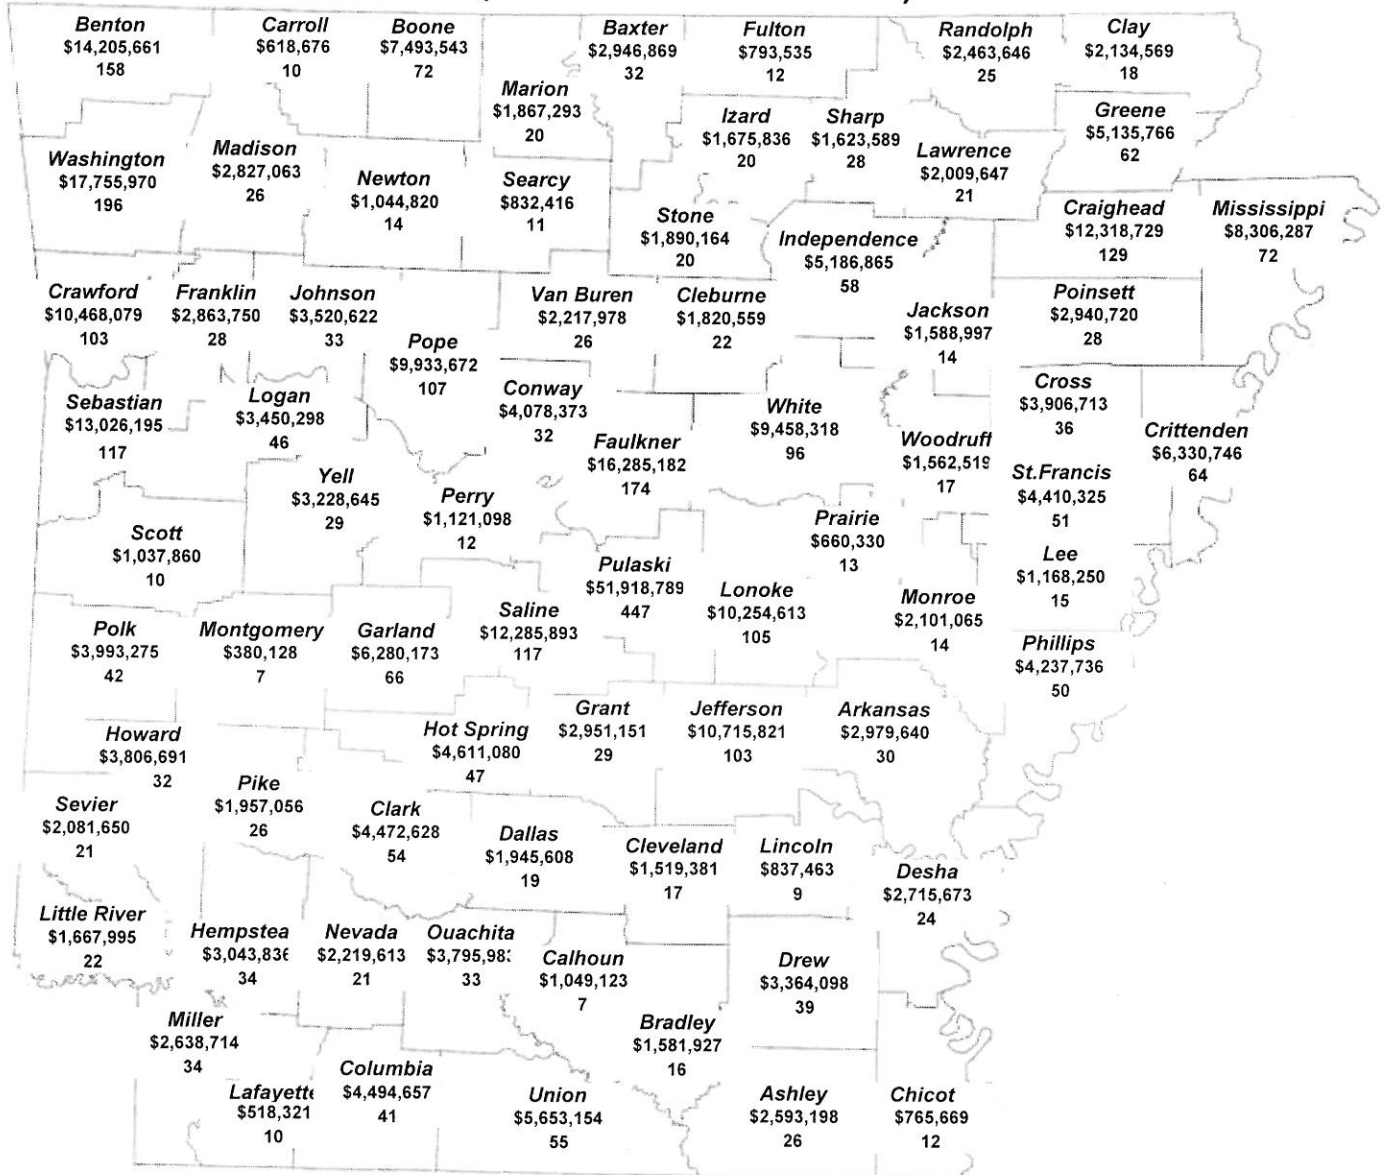 Benton
$14,205,661
158
Carroll
$618,676
10
Boone
$7,493,543
72
Marion
$1,867,293
20
Baxter
$2,946,869
32
Fulton
$793,535
12
Randolph
$2,463,646
25
Clay
$2,134,569
18
Greene
$5,135,766
62
Izard
$1,675,836
20
Sharp
$1,623,589
28
Lawrence
$2,009,647
21
Washington
$17,755,970
196
Madison
$2,827,063
26
Newton
$1,044,820
14
Searcy
$832,416
11
Stone
$1,890,164
20
Independence
$5,186,865
58
Craighead
$12,318,729
129
Mississippi
$8,306,287
72
Crawford
$10,468,079
103
Franklin
$2,863,750
28
Johnson
$3,520,622
33
Pope
$9,933,672
107
Van Buren
$2,217,978
26
Cleburne
$1,820,559
22
Jackson
$1,588,997
14
Poinsett
$2,940,720
28
Sebastian
$13,026,195
117
Logan
$3,450,298
46
Conway
$4,078,373
32
Faulkner
$16,285,182
174
White
$9,458,318
96
Woodruff
$1,562,519
17
Cross
$3,906,713
36
Crittenden
$6,330,746
64
St.Francis
$4,410,325
51
Yell
$3,228,645
29
Perry
$1,121,098
12
Scott
$1,037,860
10
Prairie
$660,330
13
Pulaski
$51,918,789
447
Lonoke
$10,254,613
105
Monroe
$2,101,065
14
Lee
$1,168,250
15
Phillips
$4,237,736
50
Polk
$3,993,275
42
Montgomery
$380,128
7
Garland
$6,280,173
66
Saline
$12,285,893
117
Howard
$3,806,691
32
Hot Spring
$4,611,080
47
Grant
$2,951,151
29
Jefferson
$10,715,821
103
Arkansas
$2,979,640
30
Sevier
$2,081,650
21
Pike
$1,957,056
26
Clark
$4,472,628
54
Dallas
$1,945,608
19
Cleveland
$1,519,381
17
Lincoln
$837,463
9
Desha
$2,715,673
24
Little River
$1,667,995
22
Hempstea
$3,043,836
34
Nevada
$2,219,613
21
Ouachita
33
Calhoun
$1,049,123
7
Drew
$3,364,098
39
Miller
$2,638,714
34
Bradley
$1,581,927
16
Lafayette
$518,321
10
Columbia
$4,494,657
41
Union
$5,653,154
55
Ashley
$2,593,198
26
Chicot
$765,669
12